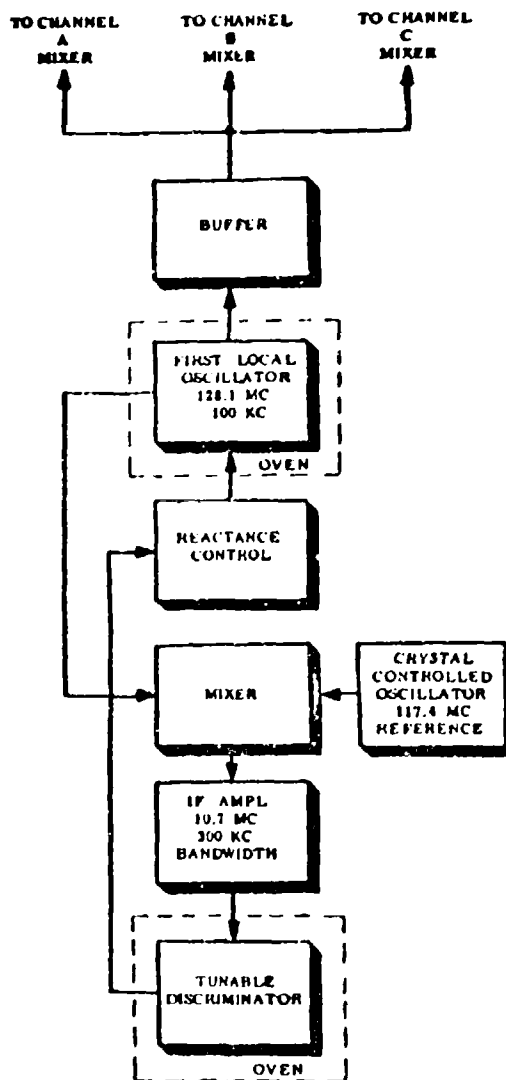 TO CHANNEL
A
MIXER
TO CHANNEL
B
MIXER
TO CHANNEL
C
MIXER
BUFFER
FIRST LOCAL
OSCILLATOR
128.1 MC
100 KC
OVEN
REACTANCE
CONTROL
MIXER
CRYSTAL
CONTROLLED
OSCILLATOR
117.4 MC
REFERENCE
IF AMPL
10.7 MC
300 KC
BANDWIDTH
TUNABLE
DISCRIMINATOR
OVEN